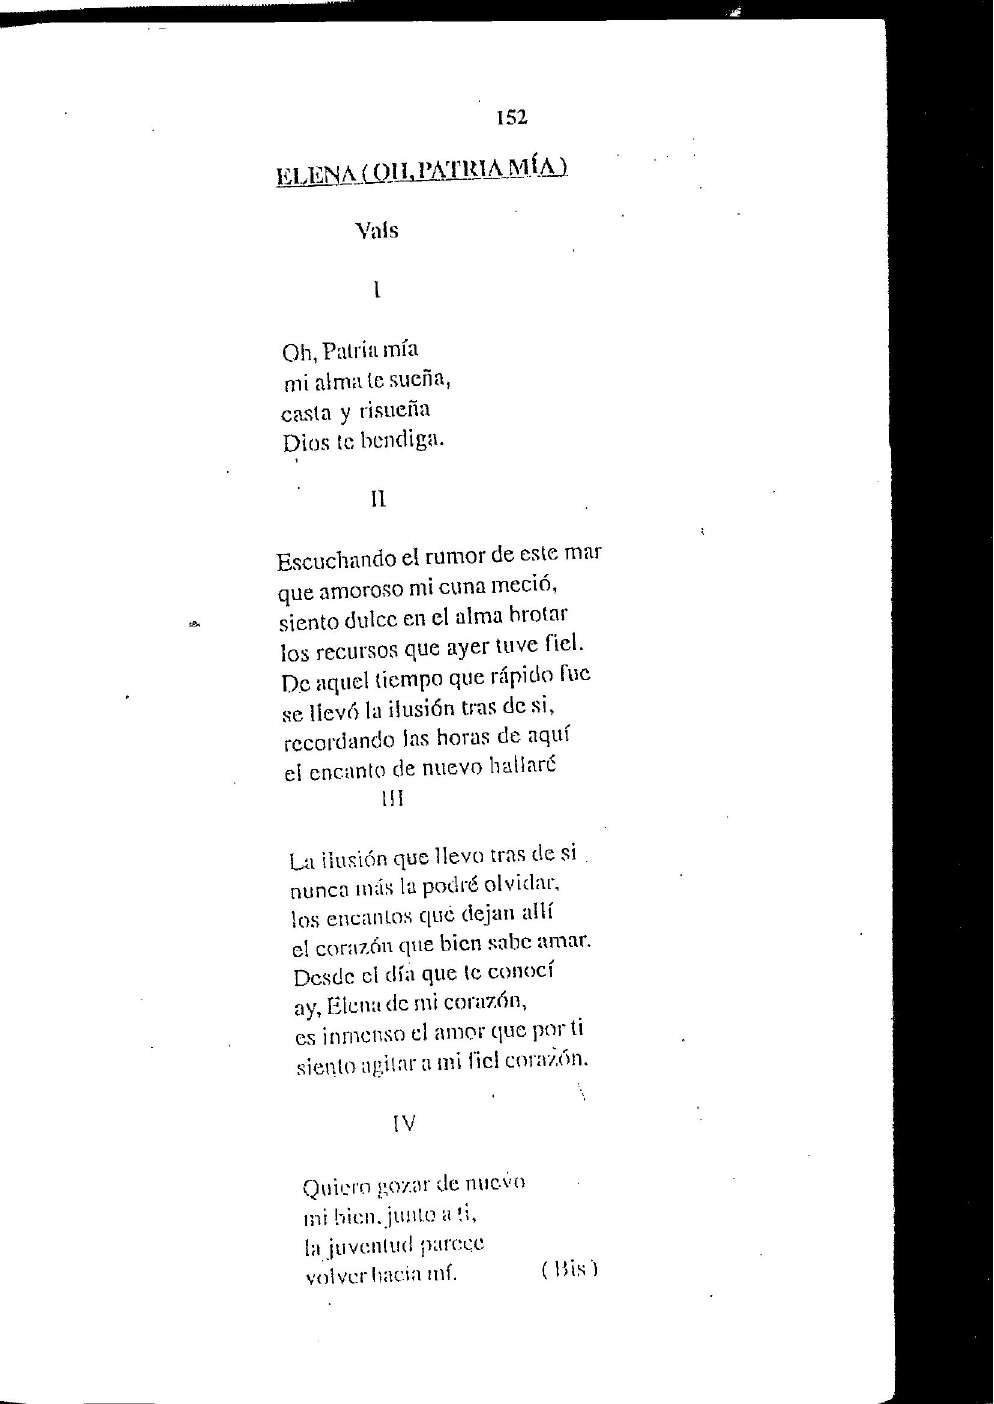 152
ELENA (OH, PATRIA MÍA)
Vals
I
Oh, Patria mía
mi alma te sueña,
casta y risueña
Dios te bendiga.
II
Escuchando el rumor de este mar
que amoroso mi cuna meció,
siento dulce en el alma brotar
los recursos que ayer tuve fiel.
De aquel tiempo que rápido fue
se llevó la ilusión tras de si,
recordando las horas de aquí
el encanto de nuevo hallaré
III
La ilusión que llevo tras de si
nunca más la podré olvidar,
los encantos que dejan allí
el corazón que bien sabe amar.
Desde el día que te conocí
ay, Elena de mi corazón,
es inmenso el amor que por ti
siento agitar a mi fiel corazón.
IV
Quiero gozar de nuevo
mi bien, junto a ti,
la juventud parece
volver hacia mí. (Bis)